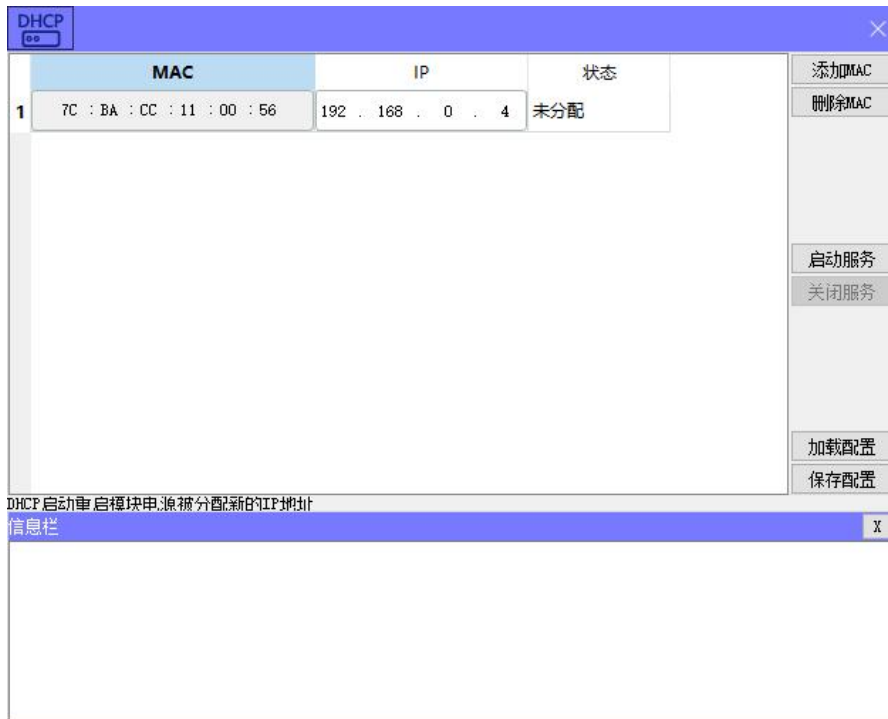 DHCP
MAC IP 状态
1 7C : BA : CC : 11 : 00 : 56 192 . 168 . 0 . 4 未分配
添加MAC
删除MAC
启动服务
关闭服务
加载配置
保存配置
DHCP启动重启模块电源被分配新的IP地址
信息栏 X